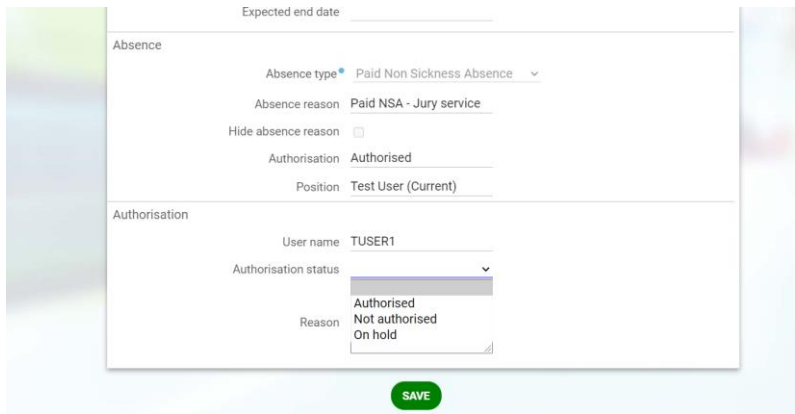 Expected end date
Absence
Absence type Paid Non Sickness Absence
Absence reason Paid NSA - Jury service
Hide absence reason
Authorisation Authorised
Position Test User (Current)
Authorisation
User name TUSER1
Authorisation status
Authorised
Reason Not authorised
On hold
SAVE